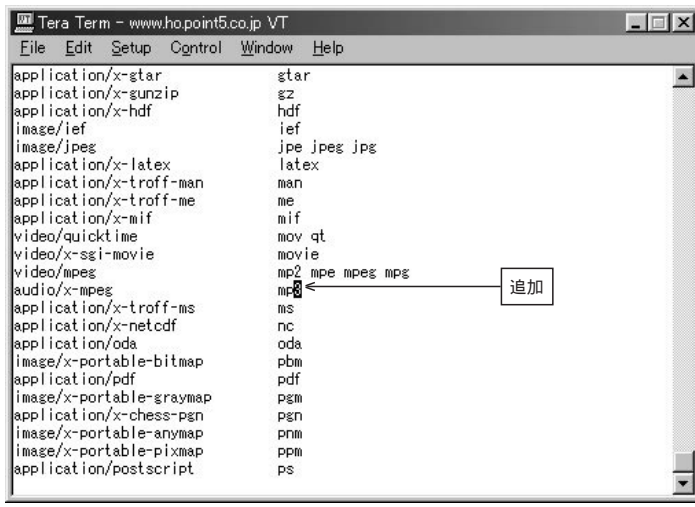 Tera Term - www.ho.point5.co.jp VT
File Edit Setup Control Window Help
application/x-gtar gtar
application/x-gunzip gz
application/x-hdf hdf
image/ief ief
image/jpeg jpe jpeg jpg
application/x-latex latex
application/x-troff-man man
application/x-troff-me me
application/x-mif mif
video/quicktime mov qt
video/x-sgi-movie movie
video/mpeg mp2 mpe mpeg mpg
audio/x-mpeg mp3
追加
application/x-troff-ms ms
application/x-netcdf nc
application/oda oda
image/x-portable-bitmap pbm
application/pdf pdf
image/x-portable-graymap pgm
application/x-chess-pgn pgn
image/x-portable-anymap pnm
image/x-portable-pixmap ppm
application/postscript ps